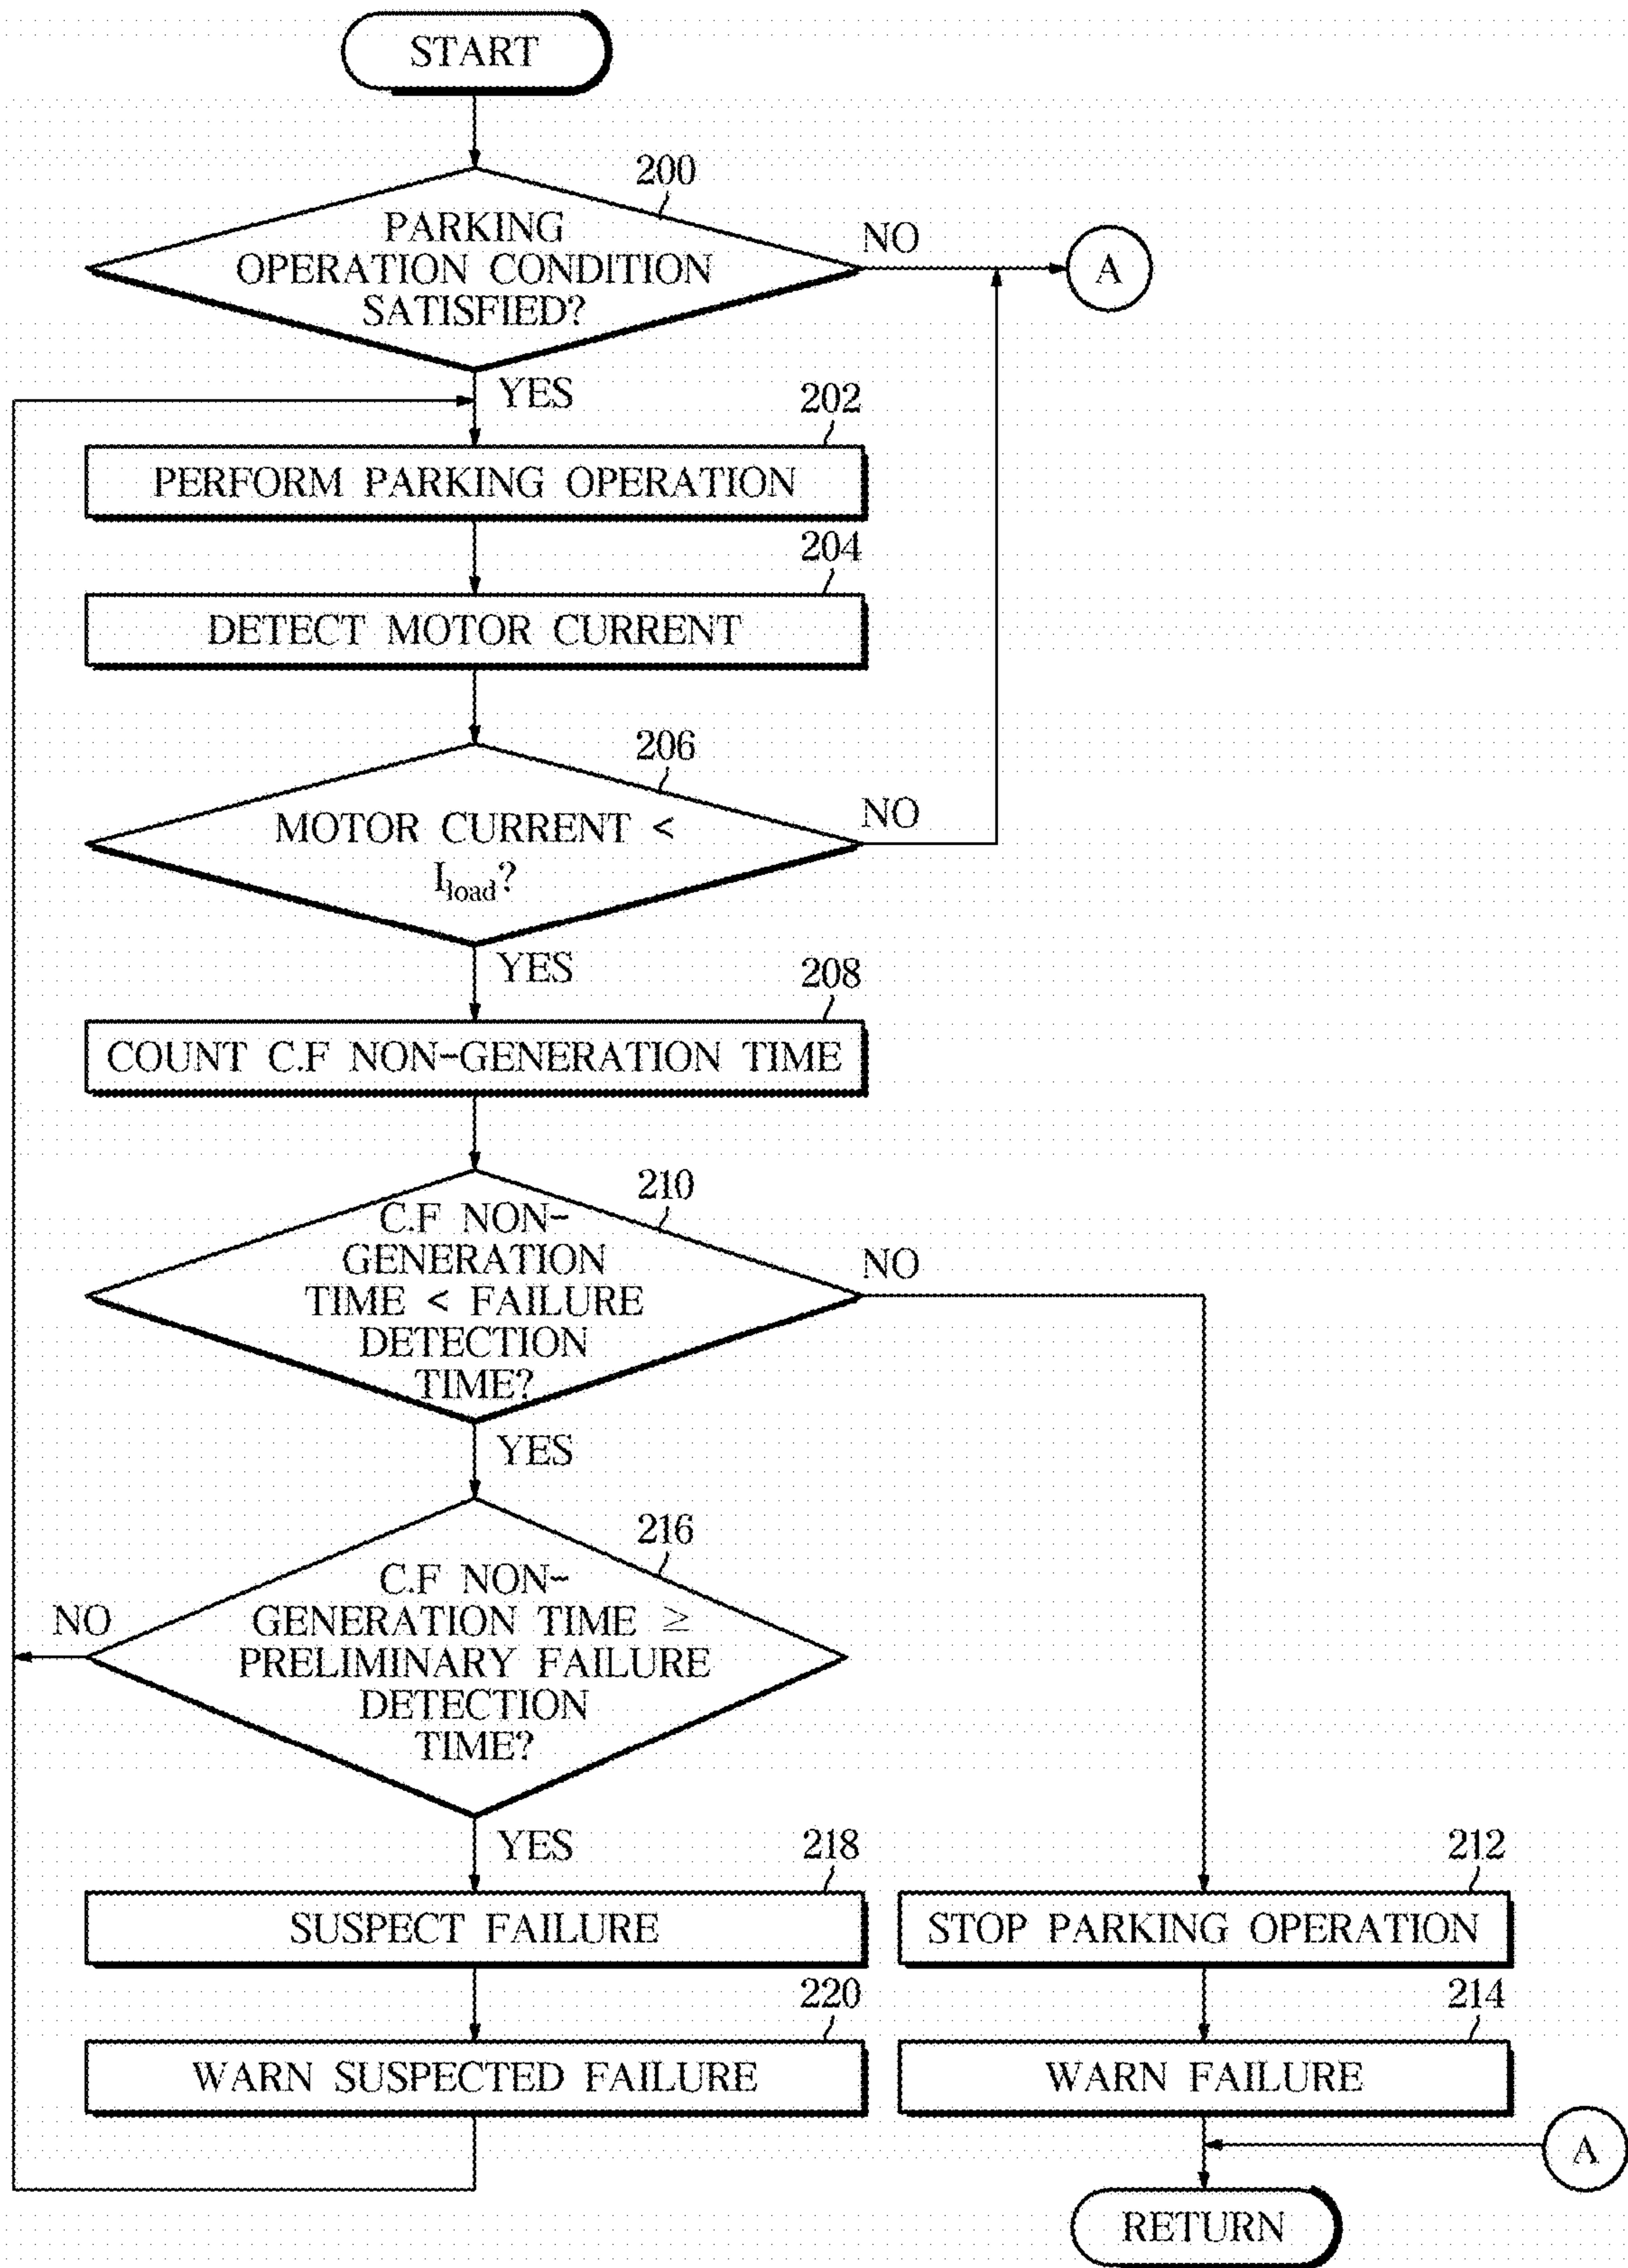 START
200
PARKING
OPERATION CONDITION
SATISFIED?
NO
A
YES
202
PERFORM PARKING OPERATION
204
DETECT MOTOR CURRENT
206
MOTOR CURRENT <
Iload?
NO
YES
208
COUNT C.F NON-GENERATION TIME
210
C.F NON-
GENERATION
TIME < FAILURE
DETECTION
TIME?
NO
YES
216
C.F NON-
GENERATION TIME ≥
PRELIMINARY FAILURE
DETECTION
TIME?
NO
YES
218
SUSPECT FAILURE
212
STOP PARKING OPERATION
220
WARN SUSPECTED FAILURE
214
WARN FAILURE
A
RETURN